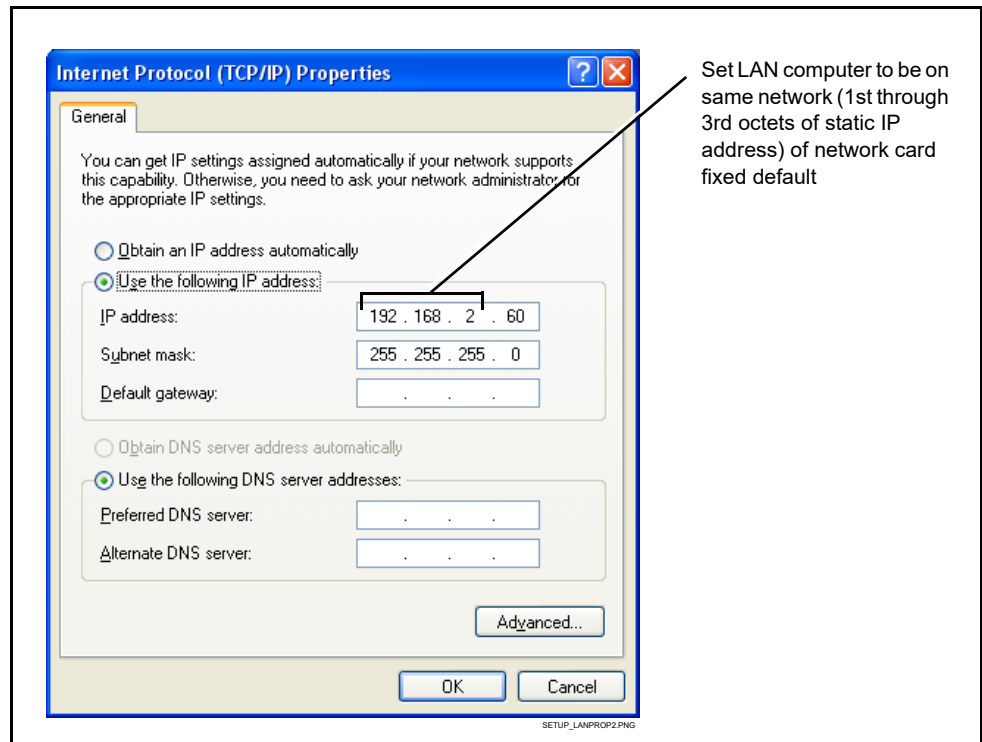 Internet Protocol (TCP/IP) Properties
General
You can get IP settings assigned automatically if your network supports
this capability. Otherwise, you need to ask your network administrator for
the appropriate IP settings.
Obtain an IP address automatically
Use the following IP address:
IP address: 192 . 168 . 2 . 60
Subnet mask: 255 . 255 . 255 . 0
Default gateway: . . .
Obtain DNS server address automatically
Use the following DNS server addresses:
Preferred DNS server: . . .
Alternate DNS server: . . .
Advanced...
OK Cancel
SETUP_LANPROP2.PNG
Set LAN computer to be on
same network (1st through
3rd octets of static IP
address) of network card
fixed default